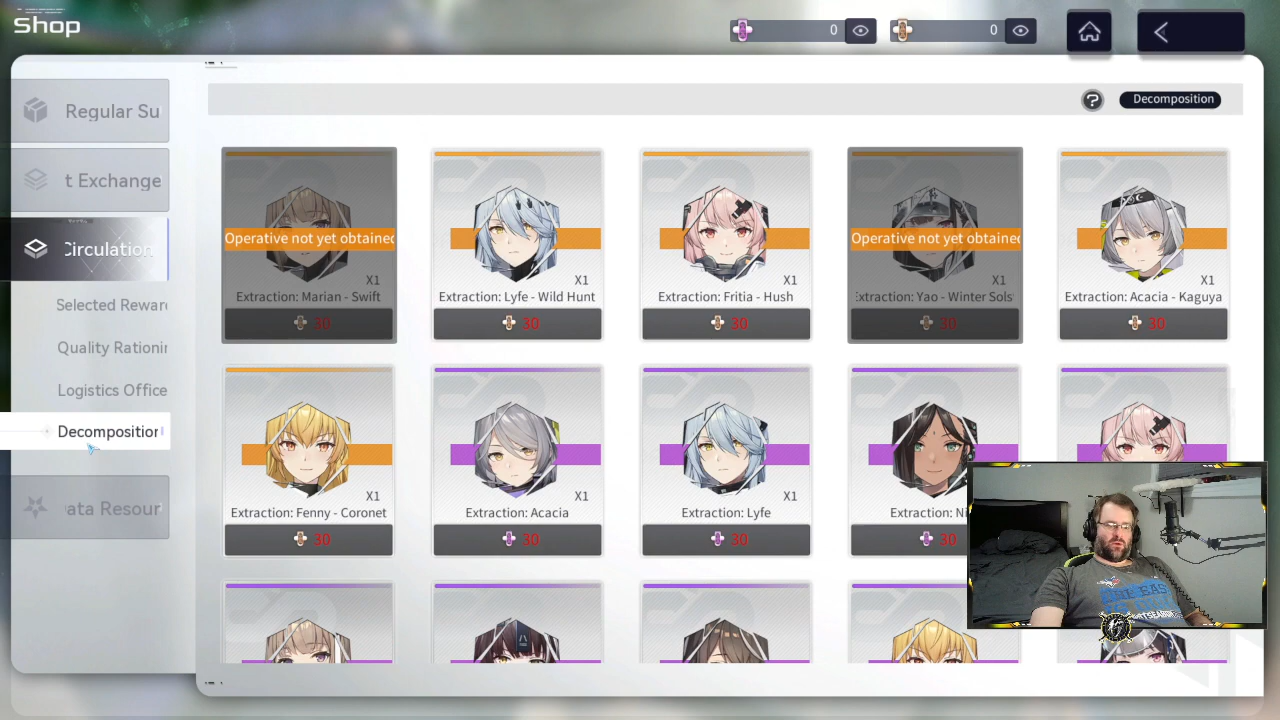 Shop
0
0
Regular Su
t Exchange
Circulation
Selected Rewar
Quality Rationin
Logistics Office
Decomposition
ata Resour
?
Decomposition
Operative not yet obtained
X1
Extraction: Marian - Swift
30
X1
Extraction: Lyfe - Wild Hunt
30
X1
Extraction: Fritia - Hush
30
Operative not yet obtained
X1
Extraction: Yao - Winter Sols
30
X1
Extraction: Acacia - Kaguya
30
X1
Extraction: Fenny - Coronet
30
X1
Extraction: Acacia
30
X1
Extraction: Lyfe
30
Extraction: Ni
30